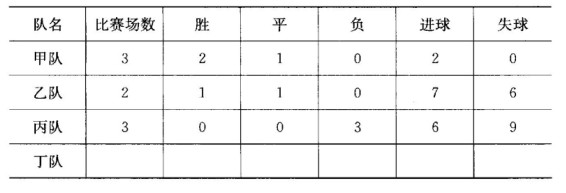 队名 比赛场数 胜 平 负 进球 失球
甲队 3 2 1 0 2 0
乙队 2 1 1 0 7 6
丙队 3 0 0 3 6 9
丁队